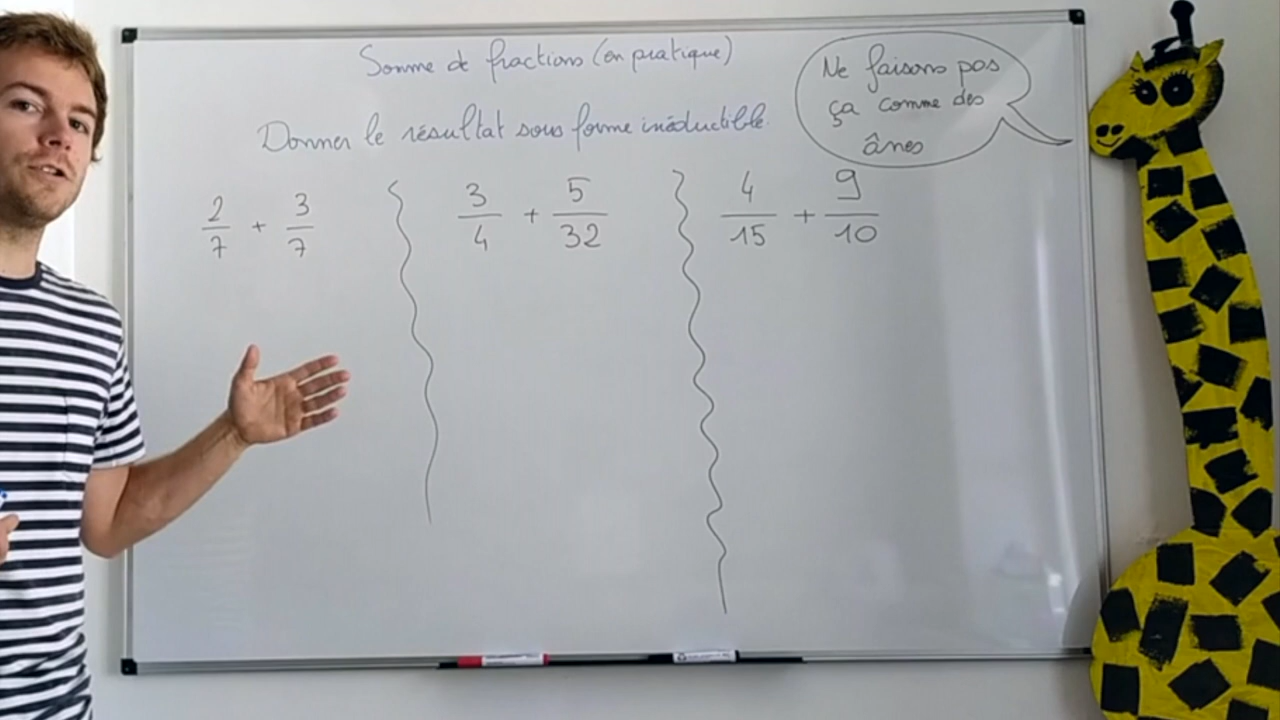 Somme de fractions (en pratique)
Donner le résultat sous forme irréductible
Ne faisons pas
ça comme des
ânes
2/7 + 3/7
3/4 + 5/32
4/15 + 9/10